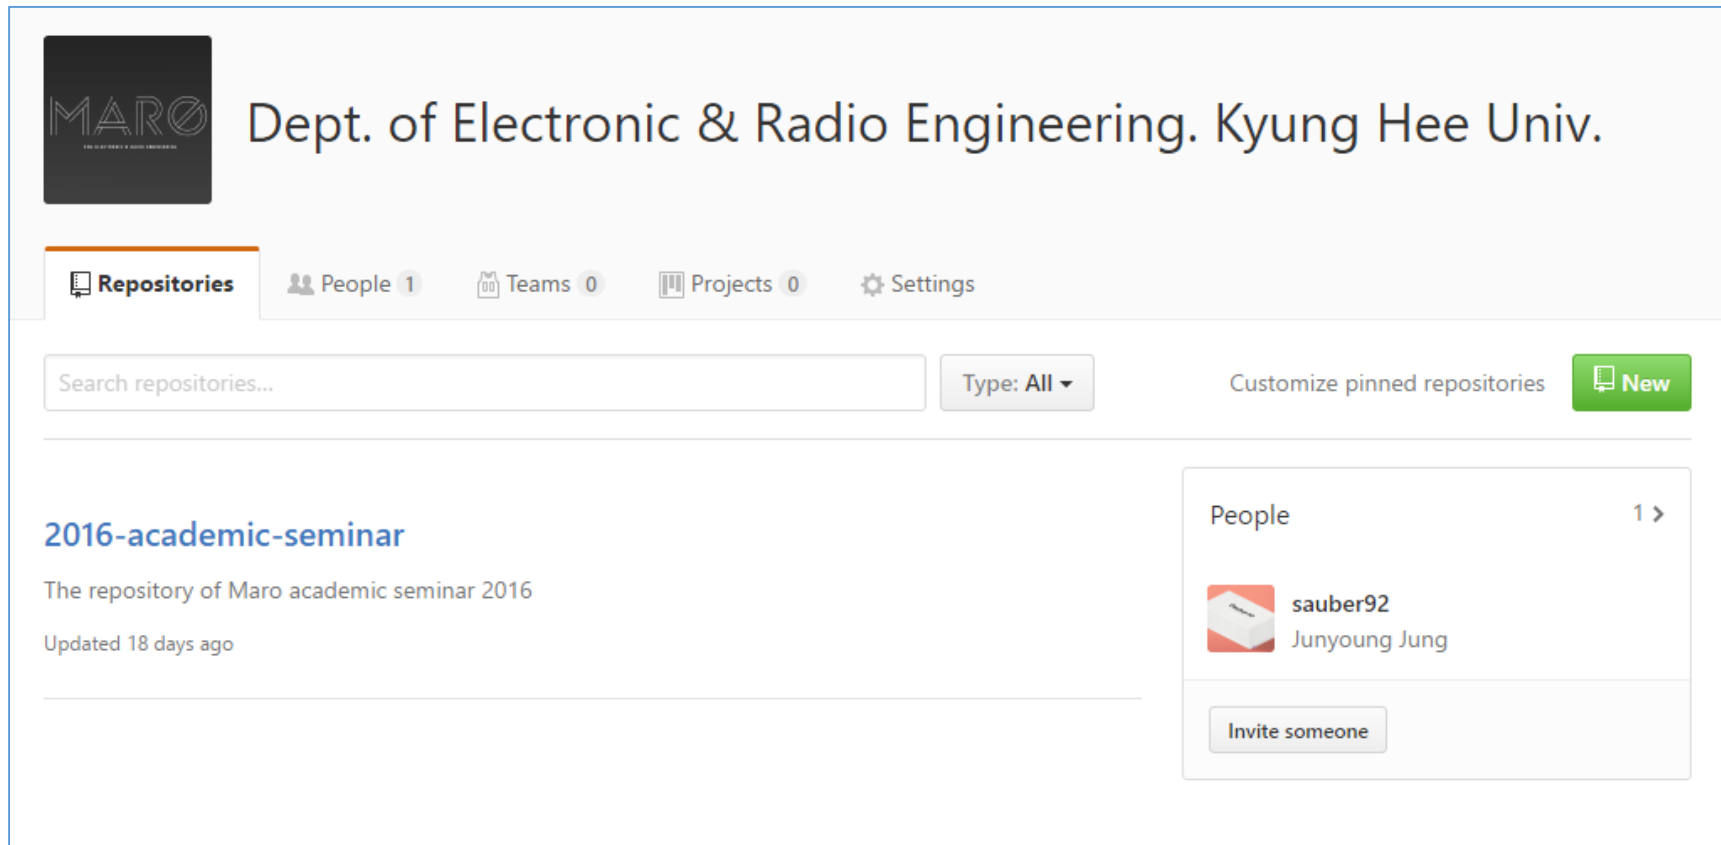 MARO
Dept. of Electronic & Radio Engineering. Kyung Hee Univ.
Repositories People 1 Teams 0 Projects 0 Settings
Search repositories... Type: All Customize pinned repositories New
2016-academic-seminar
The repository of Maro academic seminar 2016
Updated 18 days ago
People 1
sauber92
Junyoung Jung
Invite someone